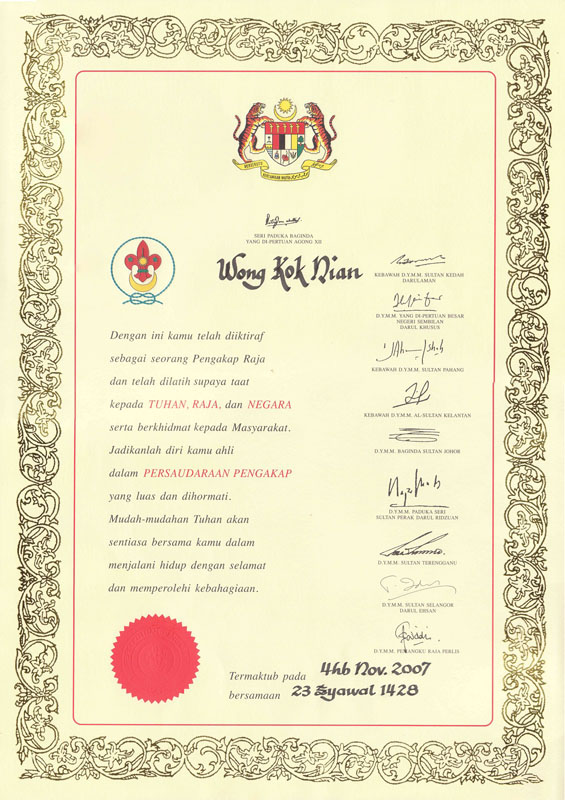 SERI PADUKA BAGINDA
YANG DI-PERTUAN AGONG XII
Wong Kok Nian
Dengan ini kamu telah diiktiraf
sebagai seorang Pengakap Raja
dan telah dilatih supaya taat
kepada TUHAN, RAJA, dan NEGARA
serta berkhidmat kepada Masyarakat.
Jadikanlah diri kamu ahli
dalam PERSAUDARAAN PENGAKAP
yang luas dan dihormati.
Mudah-mudahan Tuhan akan
sentiasa bersama kamu dalam
menjalani hidup dengan selamat
dan memperolehi kebahagiaan.
KEBAWAH D.Y.M.M. SULTAN KEDAH
DARULAMAN
D.Y.M.M. YANG DI-PERTUAN BESAR
NEGERI SEMBILAN
DARUL KHUSUS
KEBAWAH D.Y.M.M. SULTAN PAHANG
KEBAWAH D.Y.M.M. AL-SULTAN KELANTAN
D.Y.M.M. BAGINDA SULTAN JOHOR
D.Y.M.M. PADUKA SERI
SULTAN PERAK DARUL RIDZUAN
D.Y.M.M. SULTAN TERENGGANU
D.Y.M.M. SULTAN SELANGOR
DARUL EHSAN
D.Y.M.M. PEMANGKU RAJA PERLIS
Termaktub pada 4hb Nov. 2007
bersamaan 23 Syawal 1428